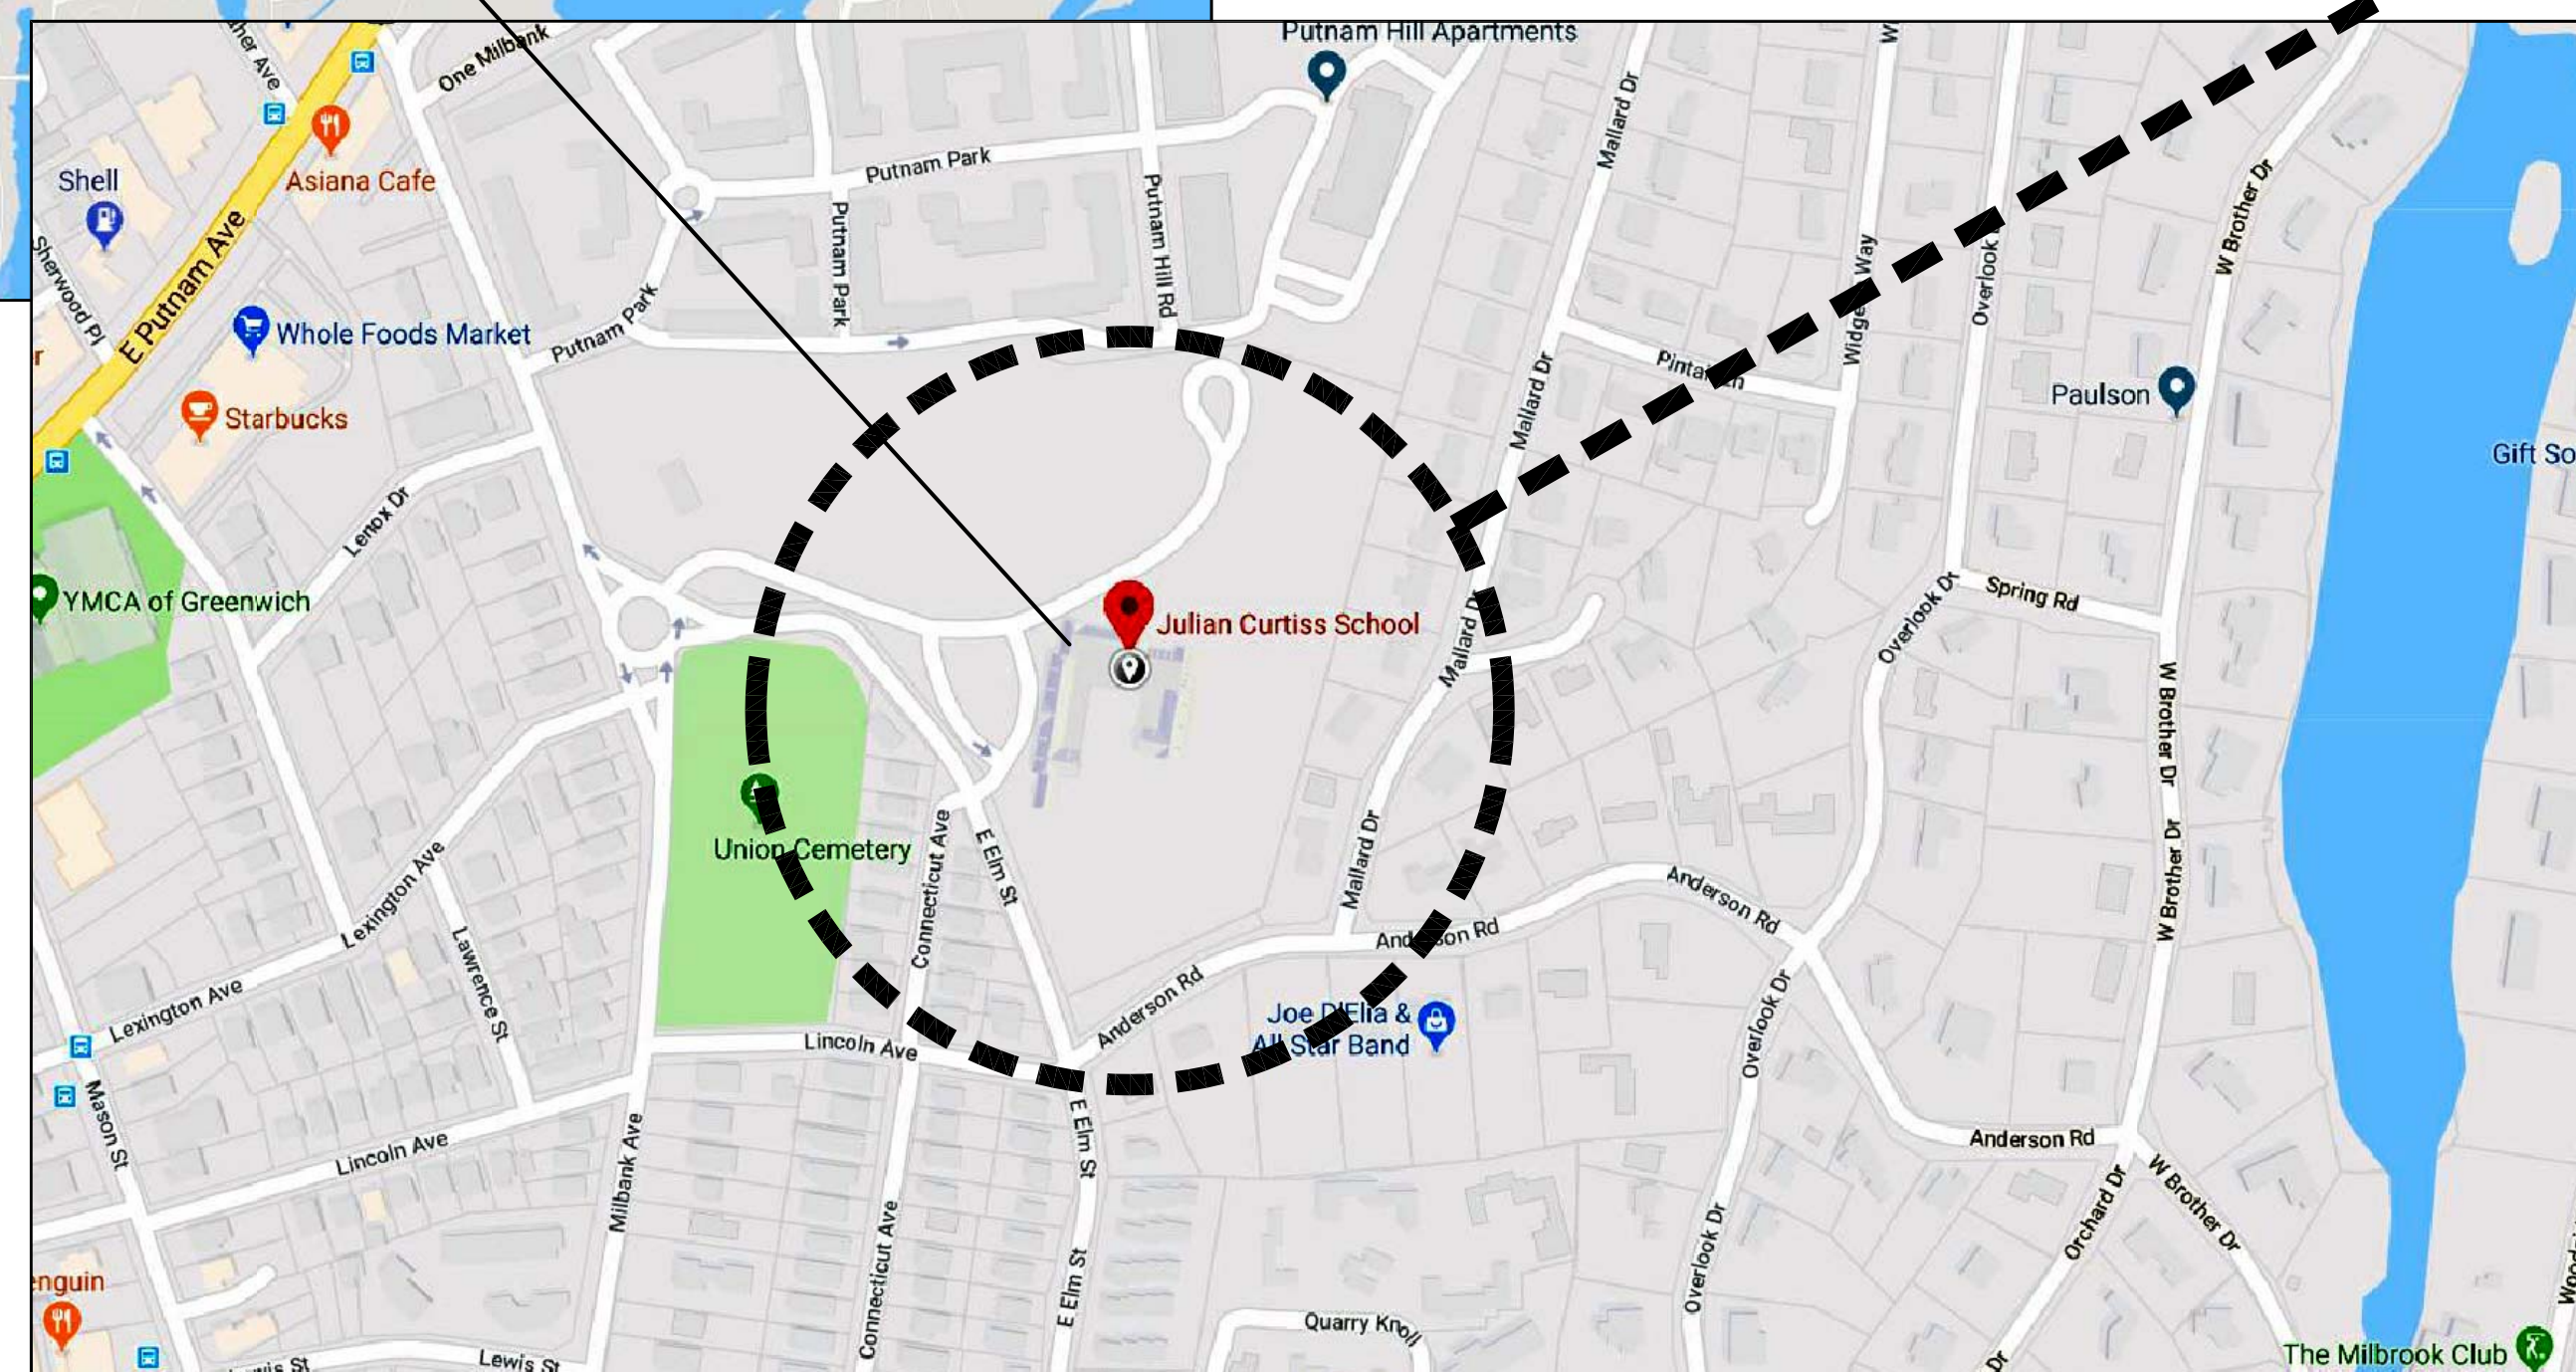 Putnam Hill Apartments
One Milbank
Mallard Dr
Shell
Asiana Cafe
Putnam Park
Putnam Park
Putnam Hill Rd
W Brother Dr
Sherwood Pl
E Putnam Ave
Whole Foods Market
Putnam Park
Mallard Dr
Way
Overlook
Paulson
Starbucks
Gift So
Lenox Dr
YMCA of Greenwich
Julian Curtiss School
Mallard Dr
Overlook Dr
Spring Rd
W Brother Dr
Union Cemetery
Connecticut Ave
E Elm St
Mallard Dr
Anderson Rd
W Brother Dr
Lexington Ave
Lawrence St
Anderson Rd
Lexington Ave
Anderson Rd
Joe D'Elia &
All Star Band
Overlook Dr
Lincoln Ave
Mason St
Lincoln Ave
Milbank Ave
E Elm St
Anderson Rd
Orchard Dr
W Brother Dr
Connecticut Ave
E Elm St
Overlook Dr
enguin
Quarry Knoll
Lewis St
Dr
The Milbrook Club